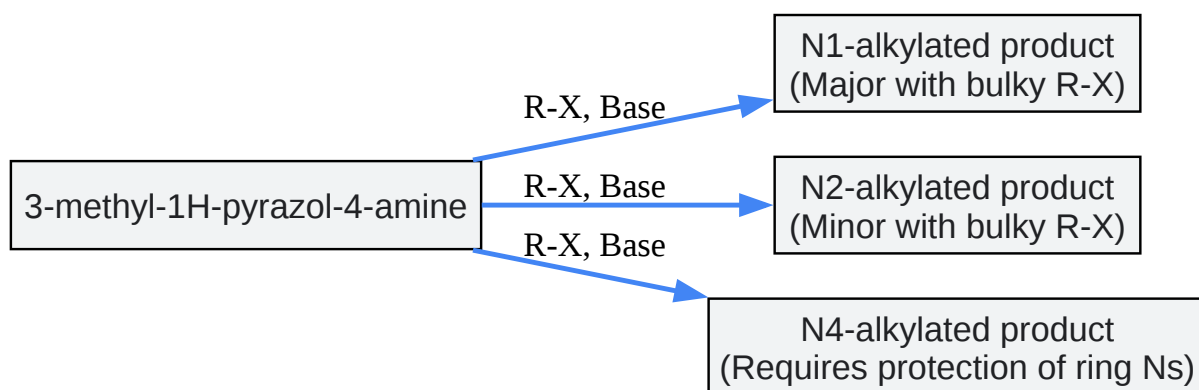 N1-alkylated product
(Major with bulky R-X)
R-X, Base
3-methyl-1H-pyrazol-4-amine
R-X, Base
N2-alkylated product
(Minor with bulky R-X)
R-X, Base
N4-alkylated product
(Requires protection of ring Ns)